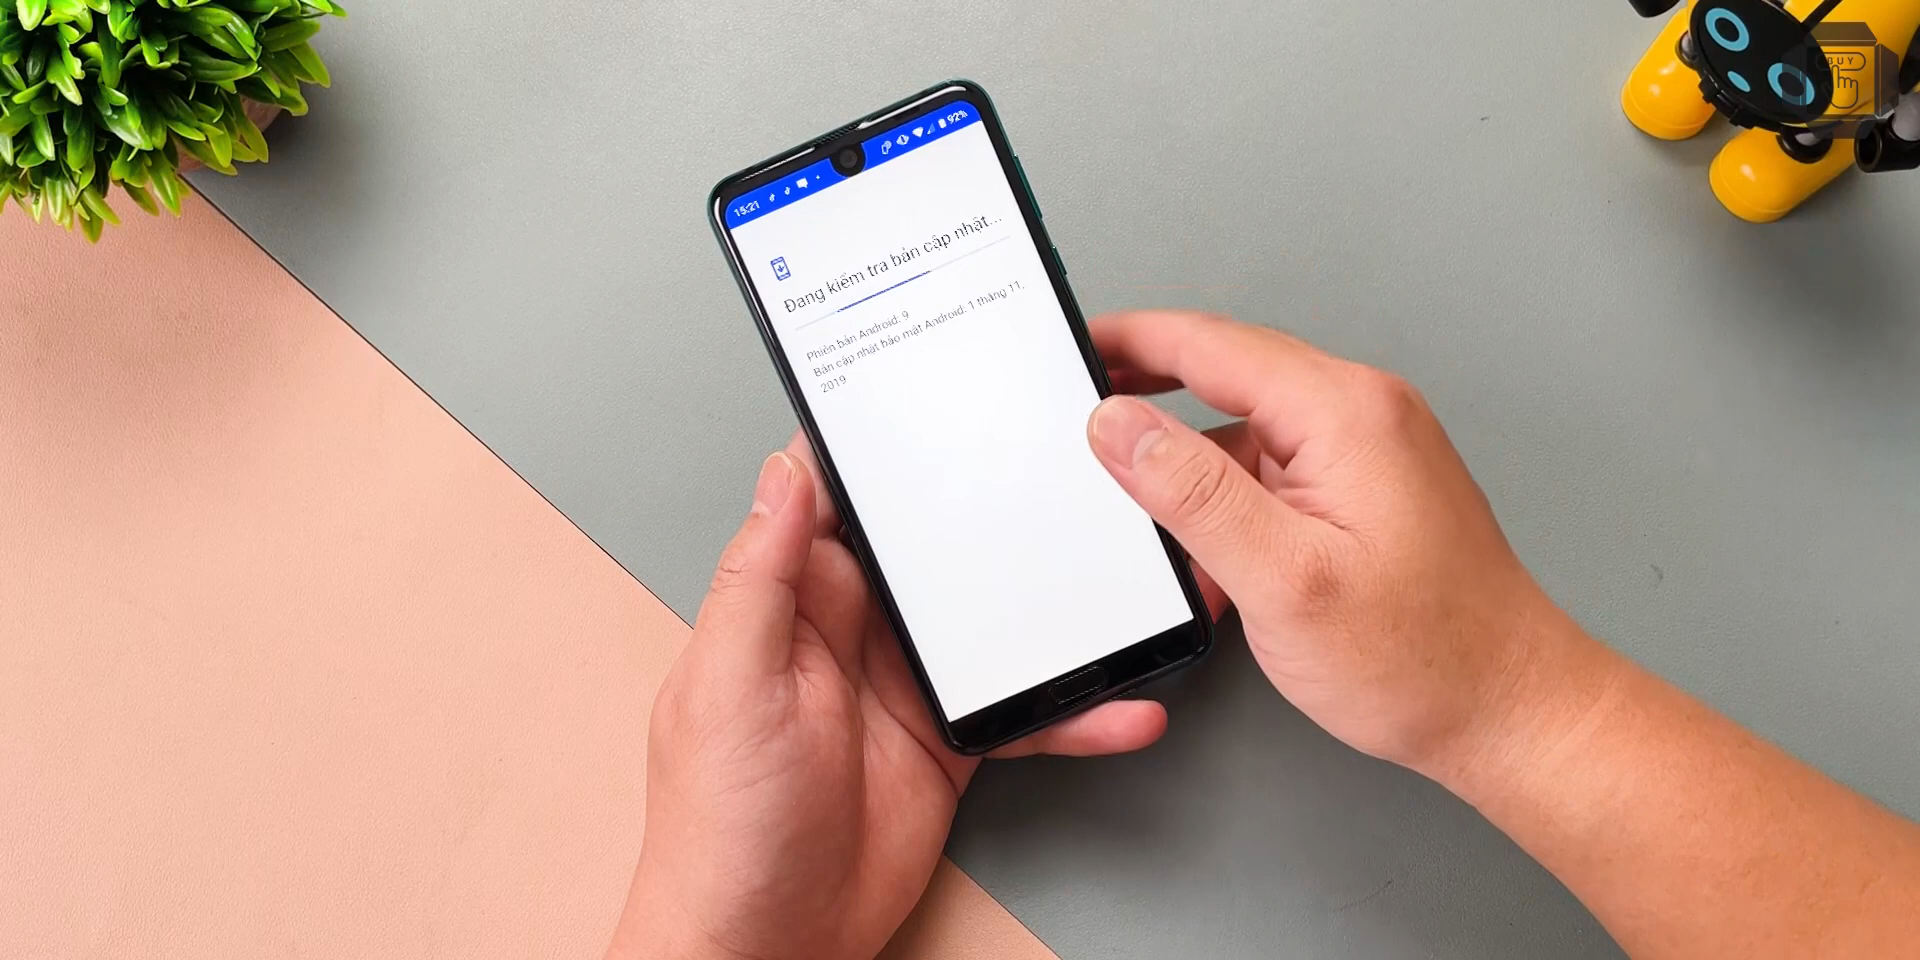 15:21
92%
Đang kiểm tra bản cập nhật...
Phiên bản Android: 9
Bản cập nhật bảo mật Android: 1 tháng 11,
2019
BUY